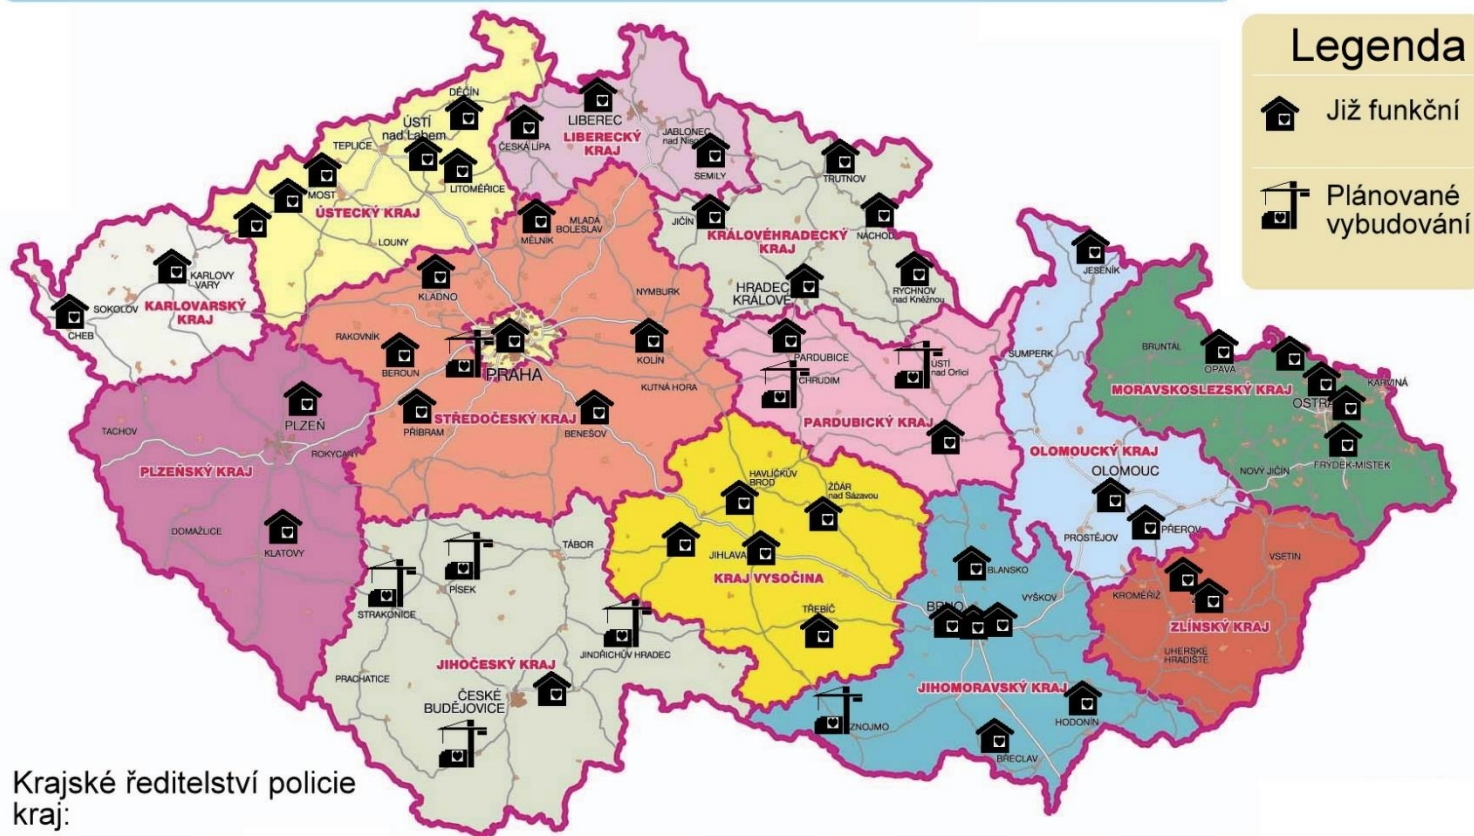 Legenda
Již funkční
Plánované
vybudování
DĚČÍN
ÚSTÍ
nad Labem
TEPLICE
MOST
LITOMĚŘICE
ÚSTECKÝ KRAJ
LOUNY
LIBEREC
LIBERECKÝ
KRAJ
ČESKÁ LÍPA
JABLONEC
nad Nisou
SEMILY
TRUTNOV
JIČÍN
NÁCHOD
KRÁLOVÉHRADECKÝ
KRAJ
HRADEC
KRÁLOVÉ
RYCHNOV
nad Kněžnou
KARLOVY
VARY
SOKOLOV
CHEB
KARLOVARSKÝ
KRAJ
MĚLNÍK
MLADÁ
BOLESLAV
KLADNO
NYMBURK
RAKOVNÍK
BEROUN
PRAHA
KOLÍN
KUTNÁ HORA
PŘÍBRAM
STŘEDOČESKÝ KRAJ
BENEŠOV
PARDUBICE
CHRUDIM
ÚSTÍ
nad Orlicí
PARDUBICKÝ KRAJ
JESENÍK
ŠUMPERK
OLOMOUCKÝ KRAJ
OLOMOUC
PROSTĚJOV
PŘEROV
BRUNTÁL
OPAVA
MORAVSKOSLEZSKÝ KRAJ
KARVINÁ
FRÝDEK-MÍSTEK
NOVÝ JIČÍN
PLZEŇ
TACHOV
ROKYCANY
PLZEŇSKÝ KRAJ
DOMAŽLICE
KLATOVY
HAVLÍČKŮV
BROD
ŽĎÁR
nad Sázavou
JIHLAVA
KRAJ VYSOČINA
TŘEBÍČ
TÁBOR
PÍSEK
STRAKONICE
JINDŘICHŮV HRADEC
JIHOČESKÝ KRAJ
PRACHATICE
ČESKÉ
BUDĚJOVICE
BLANSKO
VYŠKOV
BRNO
JIHOMORAVSKÝ KRAJ
ZNOJMO
HODONÍN
BŘECLAV
VSETÍN
KROMĚŘÍŽ
ZLÍNSKÝ KRAJ
UHERSKÉ
HRADIŠTĚ
Krajské ředitelství policie
kraj: